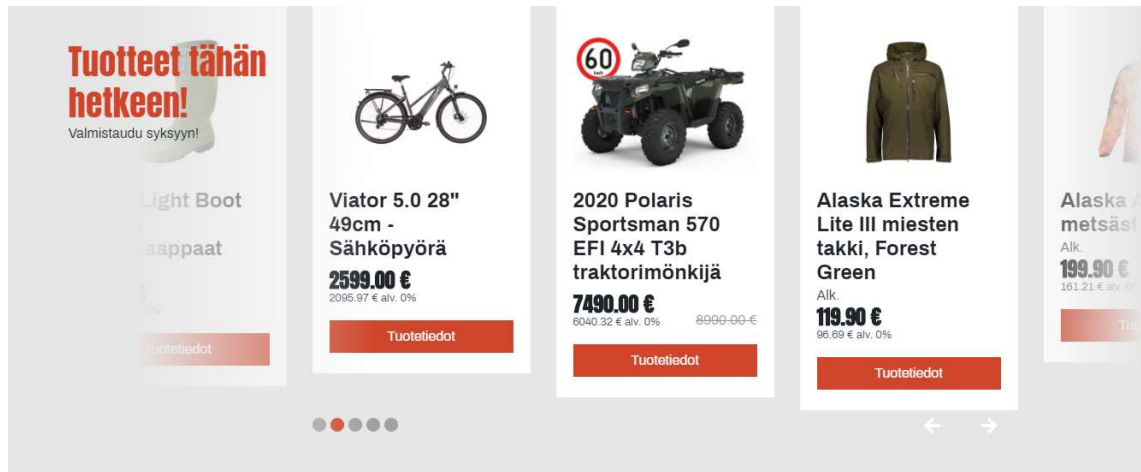 Tuotteet tähän
hetkeen!
Valmistaudu syksyyn!
Light Boot
Tuotetiedot
Viator 5.0 28"
49cm -
Sähköpyörä
2599.00 €
2095.97 € alv. 0%
Tuotetiedot
60
2020 Polaris
Sportsman 570
EFI 4x4 T3b
traktorimönkijä
7490.00 €
6040.32 € alv. 0%
8990.00 €
Tuotetiedot
Alaska Extreme
Lite III miesten
takki, Forest
Green
Alk.
119.90 €
96.69 € alv. 0%
Tuotetiedot
Alaska
metsäst
Alk.
199.90 €
161.21 € alv.